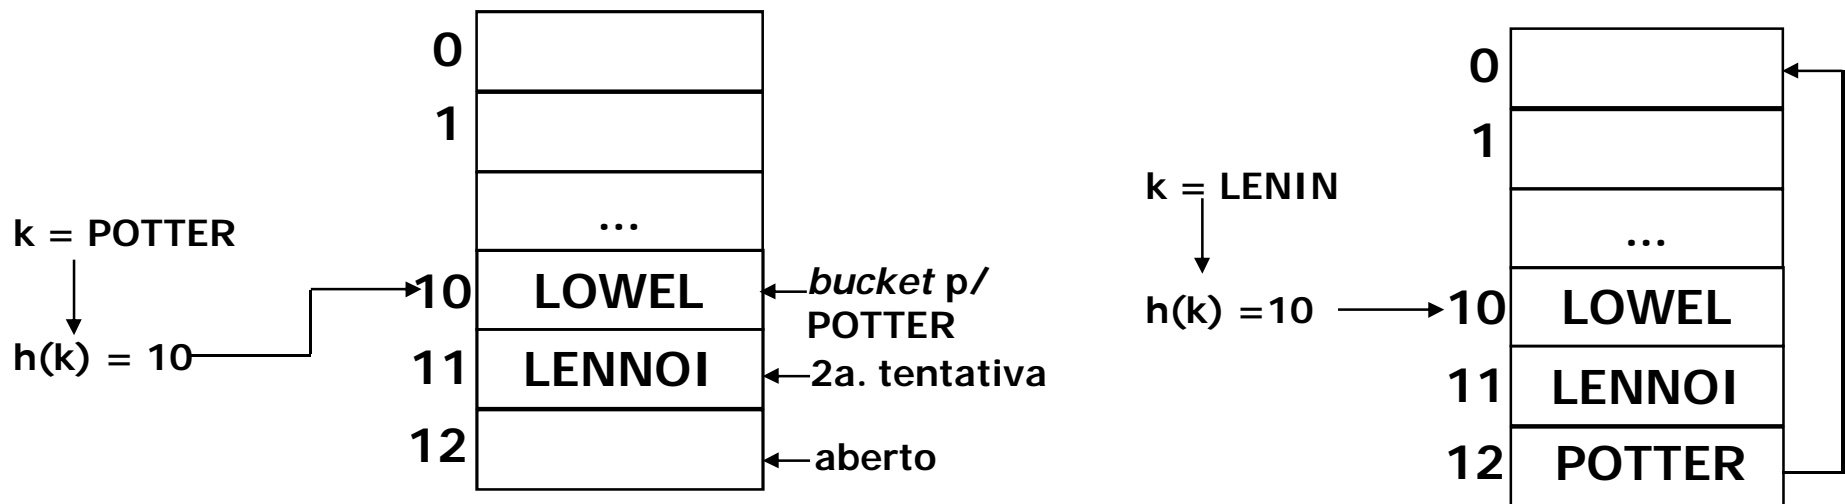 0
1
...
k = POTTER
h(k) = 10
10 LOWEL
bucket p/
POTTER
11 LENNOI
2a. tentativa
12
aberto
0
1
...
k = LENIN
h(k) =10
10 LOWEL
11 LENNOI
12 POTTER